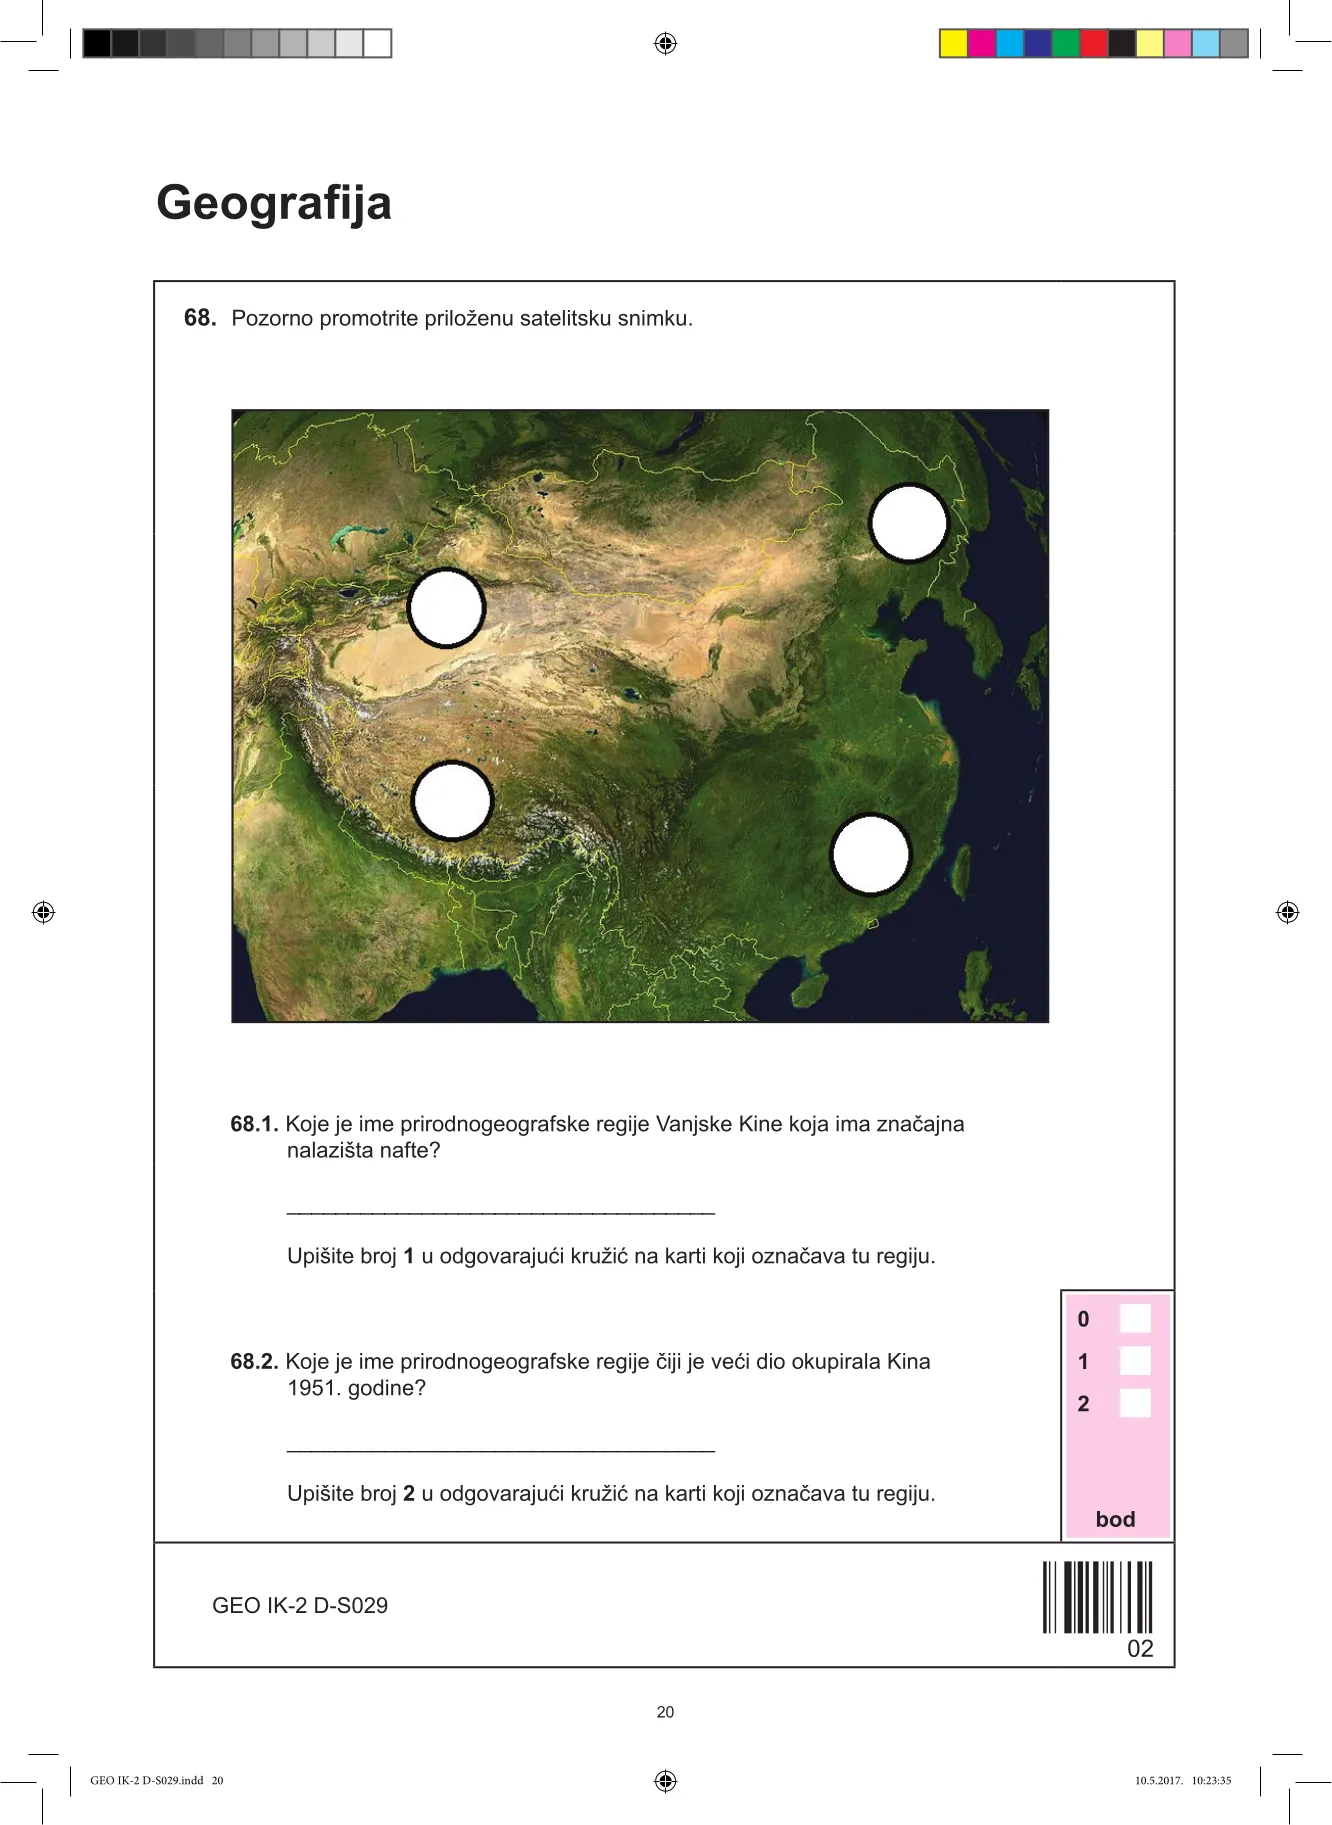 Geografija
68. Pozorno promotrite priloženu satelitsku snimku.
68.1. Koje je ime prirodnogeografske regije Vanjske Kine koja ima značajna
nalazišta nafte?
___________________________________
Upišite broj 1 u odgovarajući kružić na karti koji označava tu regiju.
68.2. Koje je ime prirodnogeografske regije čiji je veći dio okupirala Kina
1951. godine?
___________________________________
Upišite broj 2 u odgovarajući kružić na karti koji označava tu regiju.
0
1
2
bod
GEO IK-2 D-S029
02
20
GEO IK-2 D-S029.indd 20
10.5.2017. 10:23:35